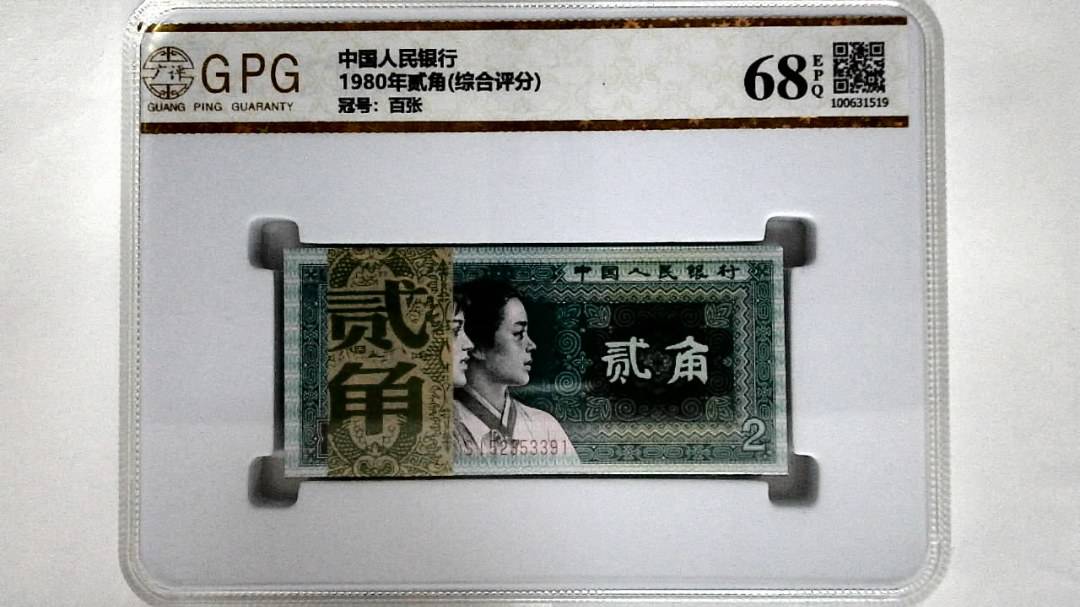 广评
GPG
GUANG PING GUARANTY
中国人民银行
1980年贰角(综合评分)
冠号：百张
68
EPQ
100631519
中国人民银行
贰角
贰角
2